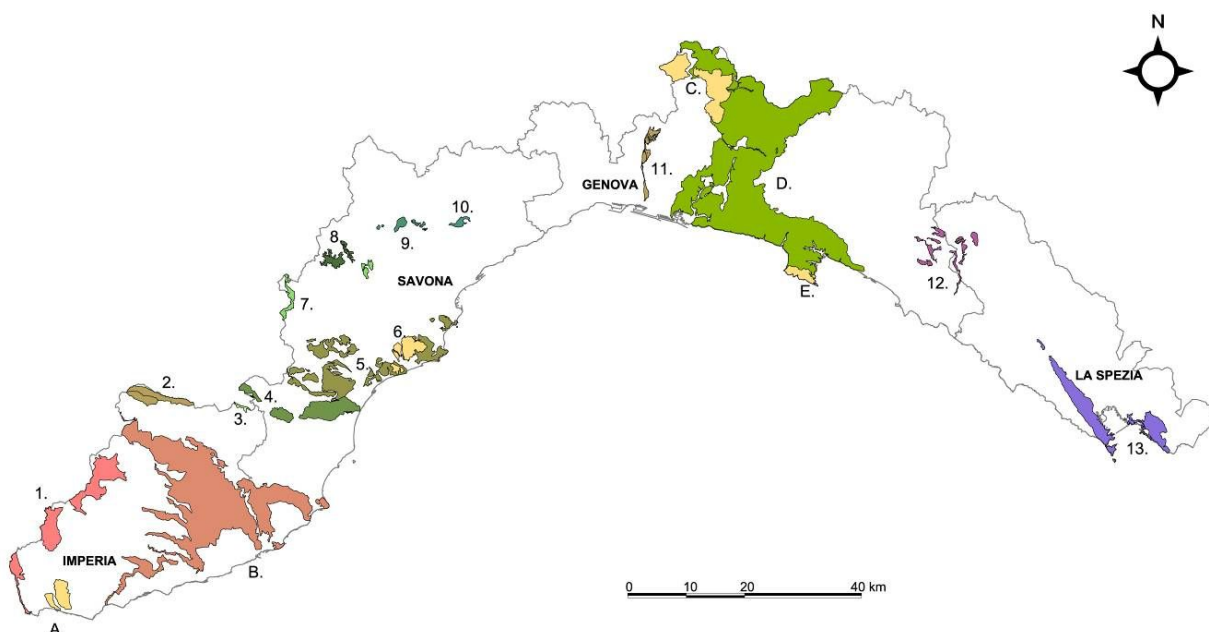 N
C.
11.
GENOVA
D.
10.
9.
8
SAVONA
12.
E.
7.
6.
5.
2.
4.
3.
LA SPEZIA
13.
1.
IMPERIA
B.
A
0 10 20 40 km